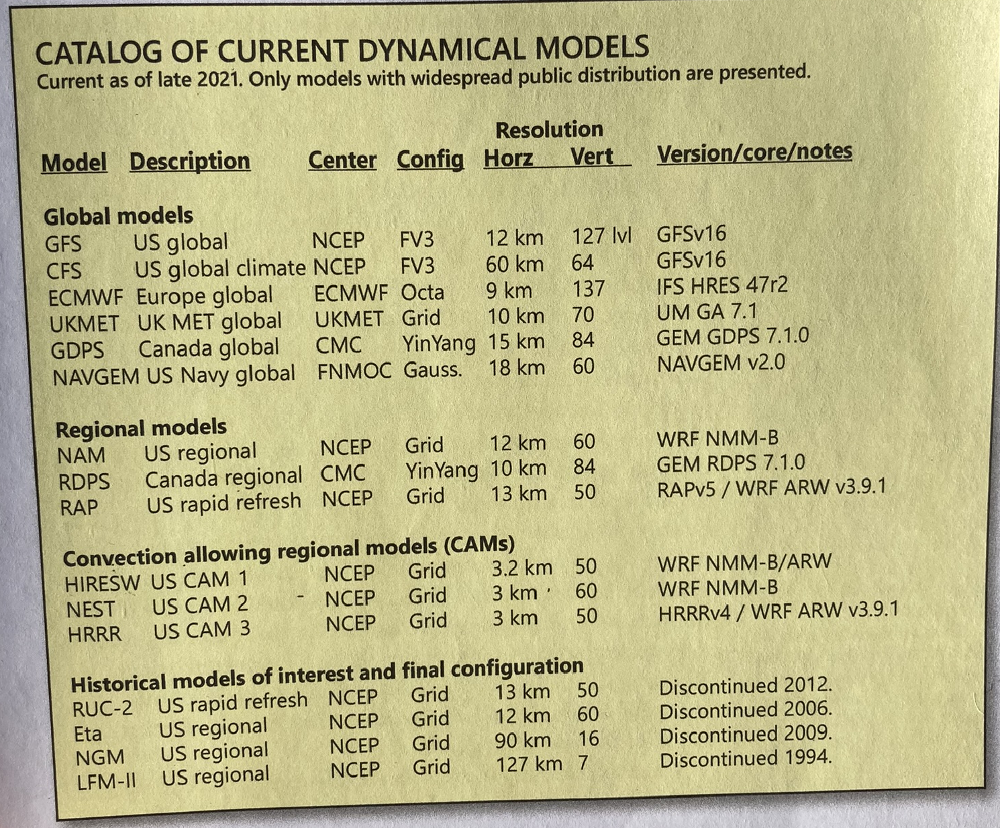 CATALOG OF CURRENT DYNAMICAL MODELS
Current as of late 2021. Only models with widespread public distribution are presented.
Resolution
Model Description Center Config Horz Vert Version/core/notes
Global models
GFS US global NCEP FV3 12 km 127 lvl GFSv16
CFS US global climate NCEP FV3 60 km 64 GFSv16
ECMWF Europe global ECMWF Octa 9 km 137 IFS HRES 47r2
UKMET UK MET global UKMET Grid 10 km 70 UM GA 7.1
GDPS Canada global CMC YinYang 15 km 84 GEM GDPS 7.1.0
NAVGEM US Navy global FNMOC Gauss. 18 km 60 NAVGEM v2.0
Regional models
NAM US regional NCEP Grid 12 km 60 WRF NMM-B
RDPS Canada regional CMC YinYang 10 km 84 GEM RDPS 7.1.0
RAP US rapid refresh NCEP Grid 13 km 50 RAPv5 / WRF ARW v3.9.1
Convection allowing regional models (CAMs)
HIRESW US CAM 1 NCEP Grid 3.2 km 50 WRF NMM-B/ARW
NEST US CAM 2 NCEP Grid 3 km 60 WRF NMM-B
HRRR US CAM 3 NCEP Grid 3 km 50 HRRRv4 / WRF ARW v3.9.1
Historical models of interest and final configuration
RUC-2 US rapid refresh NCEP Grid 13 km 50 Discontinued 2012.
Eta US regional NCEP Grid 12 km 60 Discontinued 2006.
NGM US regional NCEP Grid 90 km 16 Discontinued 2009.
LFM-II US regional NCEP Grid 127 km 7 Discontinued 1994.